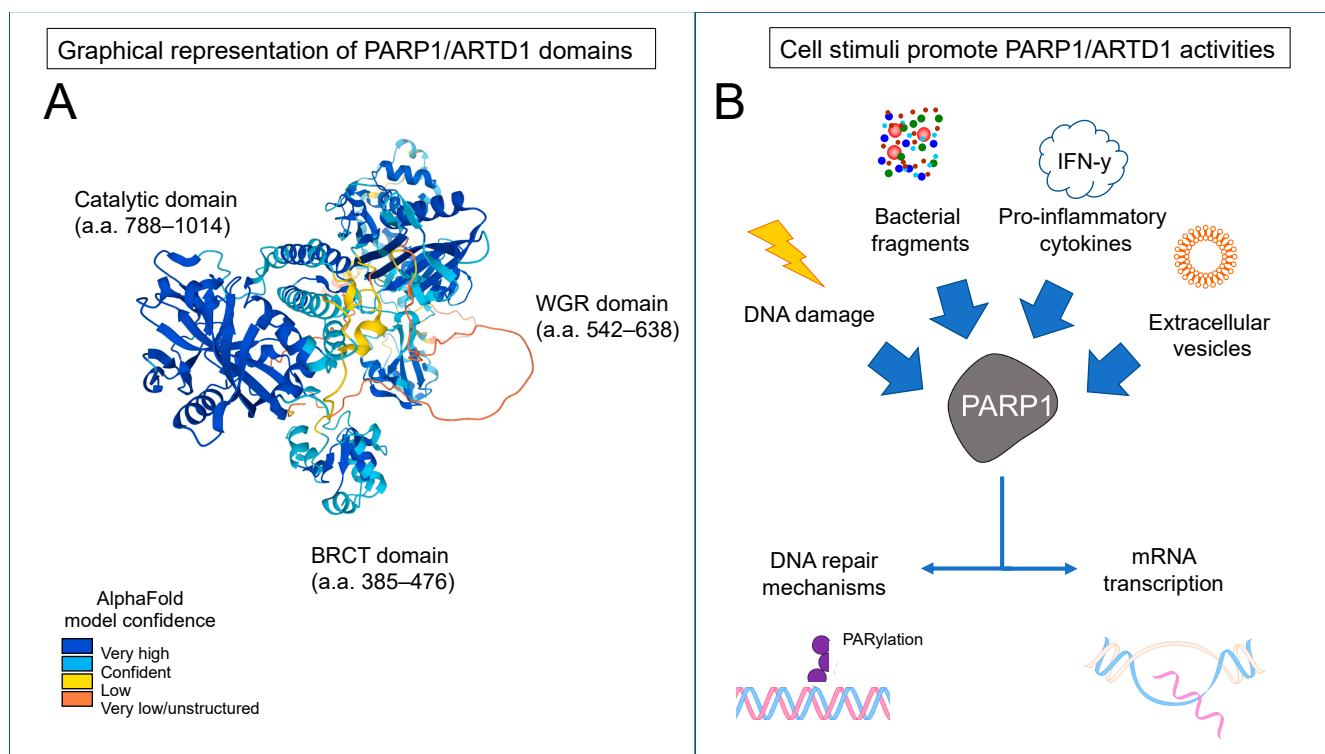 Graphical representation of PARP1/ARTD1 domains
A
Catalytic domain
(a.a. 788–1014)
WGR domain
(a.a. 542–638)
BRCT domain
(a.a. 385–476)
AlphaFold
model confidence
Very high
Confident
Low
Very low/unstructured
Cell stimuli promote PARP1/ARTD1 activities
B
IFN-y
Bacterial
fragments
Pro-inflammatory
cytokines
DNA damage
Extracellular
vesicles
PARP1
DNA repair
mechanisms
mRNA
transcription
PARylation